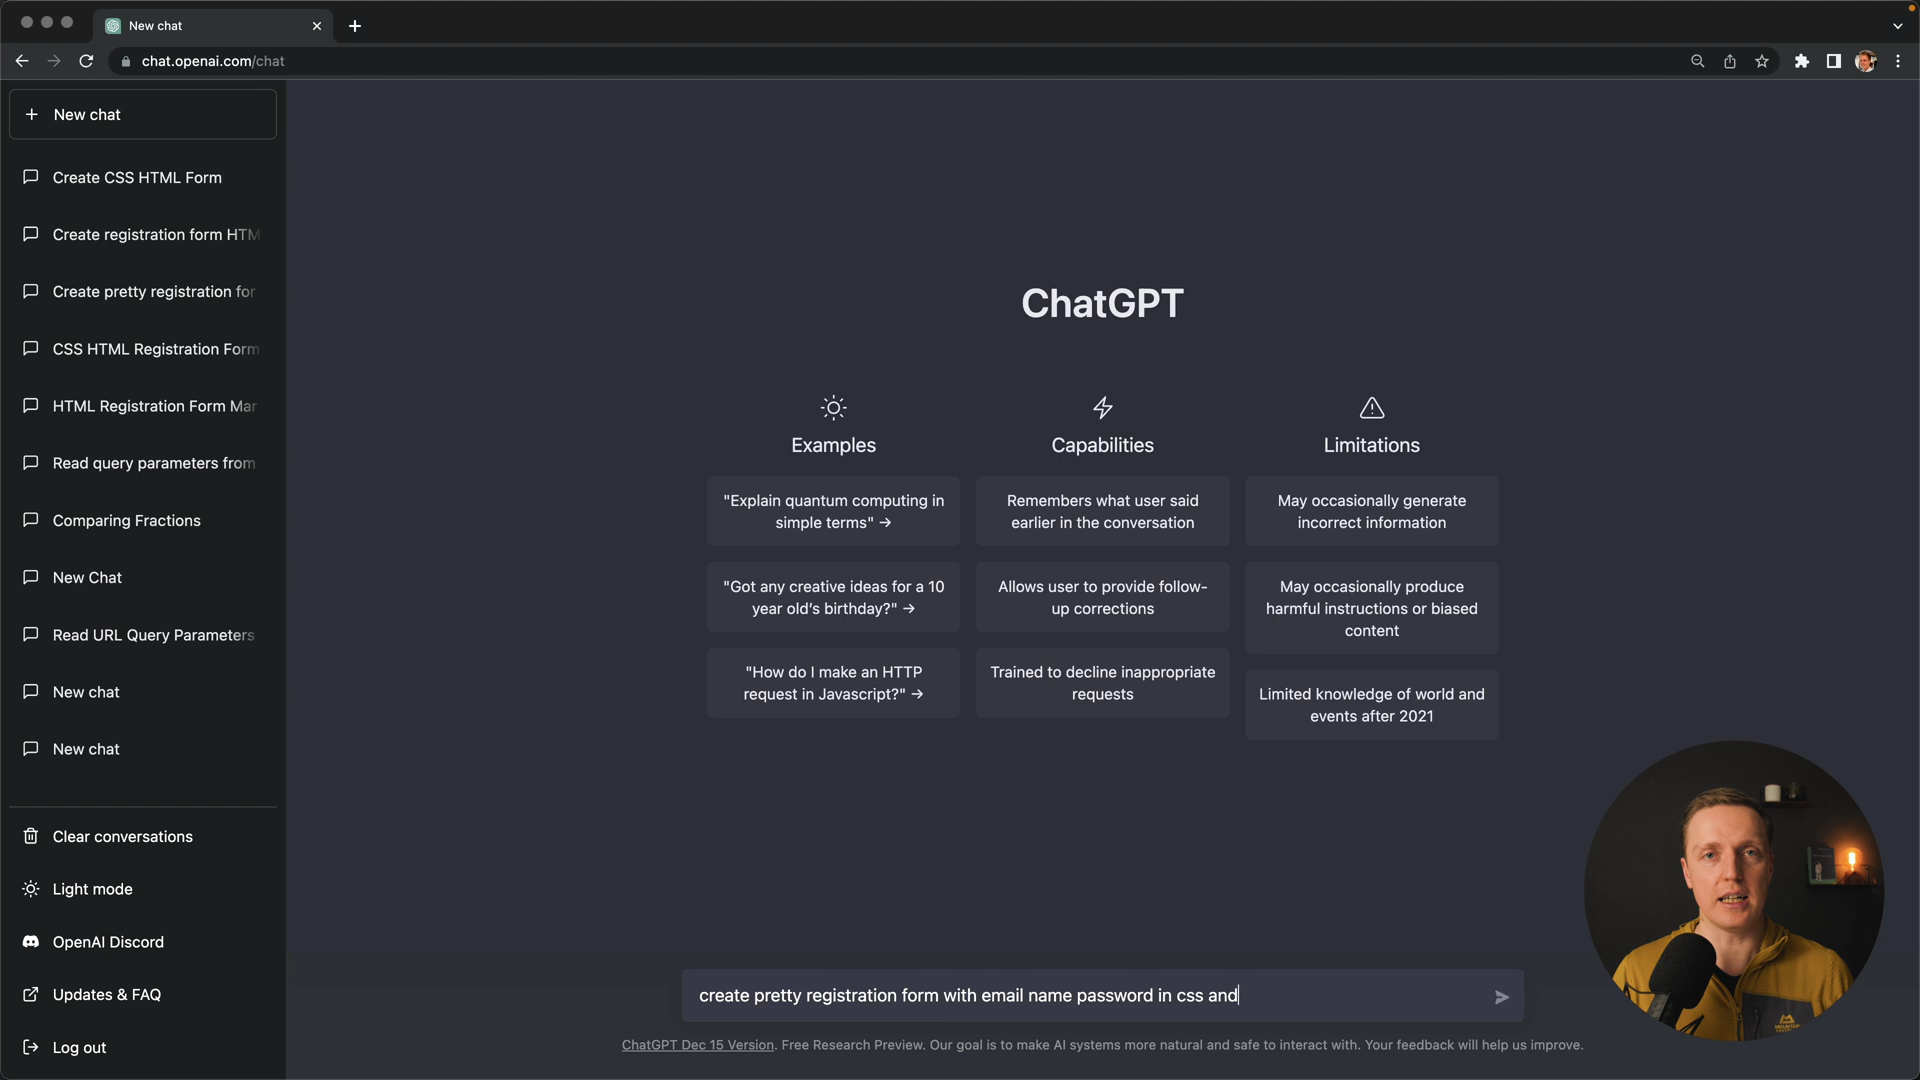 New chat
chat.openai.com/chat
New chat
Create CSS HTML Form
Create registration form HTM
Create pretty registration for
CSS HTML Registration Form
HTML Registration Form Mar
Read query parameters from
Comparing Fractions
New Chat
Read URL Query Parameters
New chat
New chat
Clear conversations
Light mode
OpenAI Discord
Updates & FAQ
Log out
ChatGPT
Examples
"Explain quantum computing in
simple terms" →
"Got any creative ideas for a 10
year old’s birthday?" →
"How do I make an HTTP
request in Javascript?" →
Capabilities
Remembers what user said
earlier in the conversation
Allows user to provide follow-
up corrections
Trained to decline inappropriate
requests
Limitations
May occasionally generate
incorrect information
May occasionally produce
harmful instructions or biased
content
Limited knowledge of world and
events after 2021
create pretty registration form with email name password in css and
ChatGPT Dec 15 Version. Free Research Preview. Our goal is to make AI systems more natural and safe to interact with. Your feedback will help us improve.